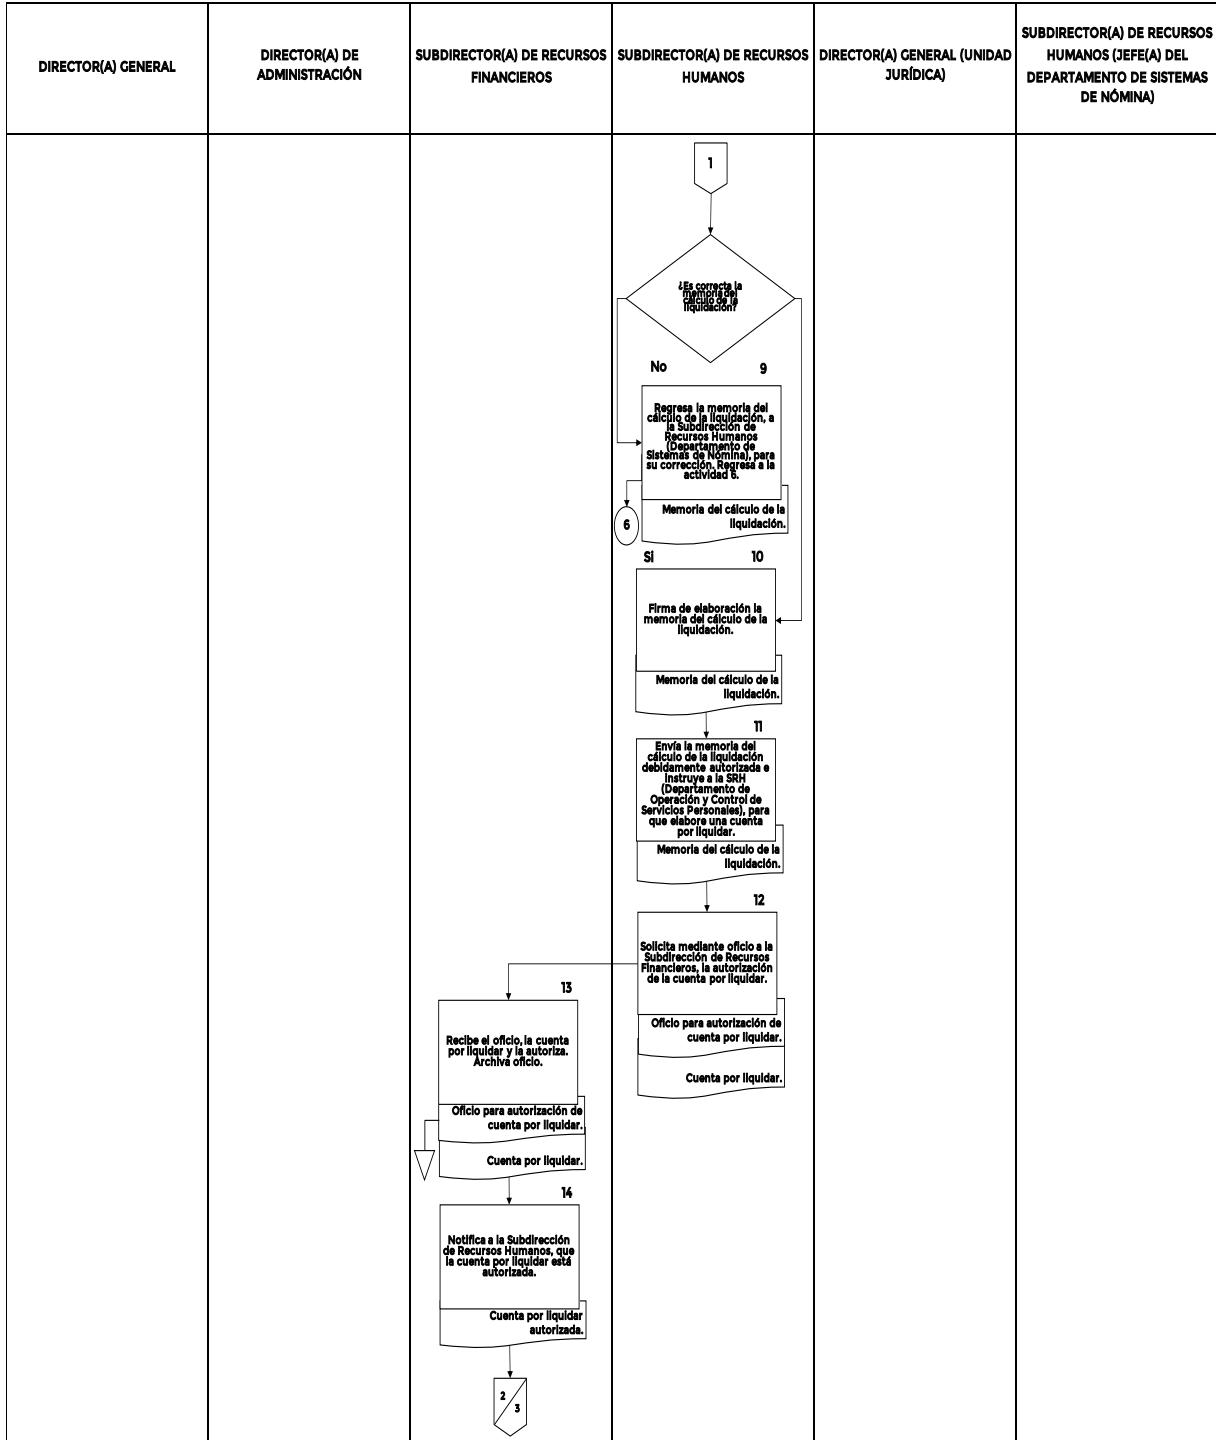 DIRECTOR(A) GENERAL
DIRECTOR(A) DE
ADMINISTRACIÓN
SUBDIRECTOR(A) DE RECURSOS
FINANCIEROS
SUBDIRECTOR(A) DE RECURSOS
HUMANOS
DIRECTOR(A) GENERAL (UNIDAD
JURÍDICA)
SUBDIRECTOR(A) DE RECURSOS
HUMANOS (JEFE(A) DEL
DEPARTAMENTO DE SISTEMAS
DE NÓMINA)
1
¿Es correcta la
memoria del
cálculo de la
liquidación?
No
9
Regresa la memoria del
cálculo de la liquidación, a
la Subdirección de
Recursos Humanos
(Departamento de
Sistemas de Nómina), para
su corrección. Regresa a la
actividad 6.
Memoria del cálculo de la
liquidación.
6
Si
10
Firma de elaboración la
memoria del cálculo de la
liquidación.
Memoria del cálculo de la
liquidación.
11
Envía la memoria del
cálculo de la liquidación
debidamente autorizada e
instruye a la SRH
(Departamento de
Operación y Control de
Servicios Personales), para
que elabore una cuenta
por liquidar.
Memoria del cálculo de la
liquidación.
12
Solicita mediante oficio a la
Subdirección de Recursos
Financieros, la autorización
de la cuenta por liquidar.
Oficio para autorización de
cuenta por liquidar.
Cuenta por liquidar.
13
Recibe el oficio, la cuenta
por liquidar y la autoriza.
Archiva oficio.
Oficio para autorización de
cuenta por liquidar.
Cuenta por liquidar.
14
Notifica a la Subdirección
de Recursos Humanos, que
la cuenta por liquidar está
autorizada.
Cuenta por liquidar
autorizada.
2
3